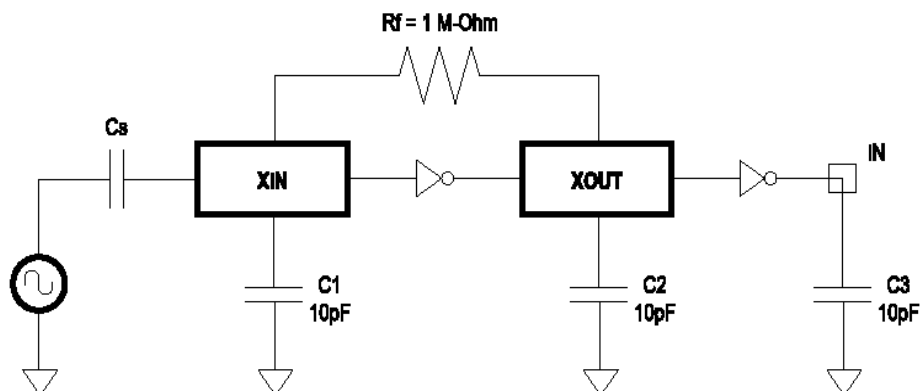 Rf = 1 M-Ohm
Cs
XIN
XOUT
IN
C1
10pF
C2
10pF
C3
10pF